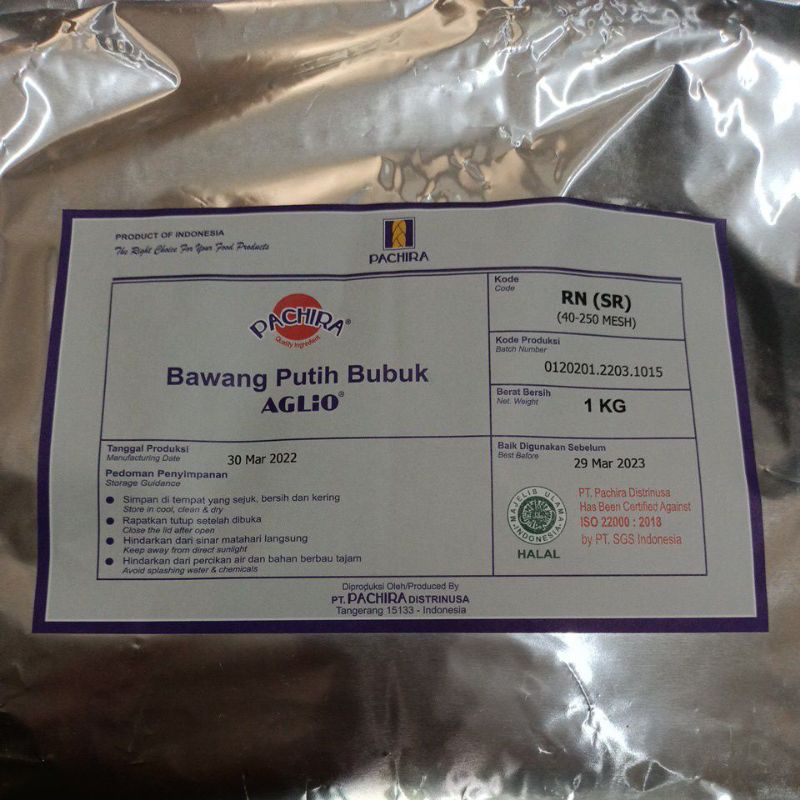 PRODUCT OF INDONESIA
The Right Choice For Your Food Products
PACHIRA
PACHIRA®
Quality Ingredient
Bawang Putih Bubuk
AGLiO®
Kode
Code
RN (SR)
(40-250 MESH)
Kode Produksi
Batch Number
0120201.2203.1015
Berat Bersih
Net. Weight
1 KG
Tanggal Produksi
Manufacturing Date
30 Mar 2022
Baik Digunakan Sebelum
Best Before
29 Mar 2023
Pedoman Penyimpanan
Storage Guidance
Simpan di tempat yang sejuk, bersih dan kering
Store in cool, clean & dry
Rapatkan tutup setelah dibuka
Close the lid after open
Hindarkan dari sinar matahari langsung
Keep away from direct sunlight
Hindarkan dari percikan air dan bahan berbau tajam
Avoid splashing water & chemicals
MAJELIS ULAMA
INDONESIA
HALAL
PT. Pachira Distrinusa
Has Been Certified Against
ISO 22000 : 2018
by PT. SGS Indonesia
Diproduksi Oleh/Produced By
PT. PACHIRA DISTRINUSA
Tangerang 15133 - Indonesia